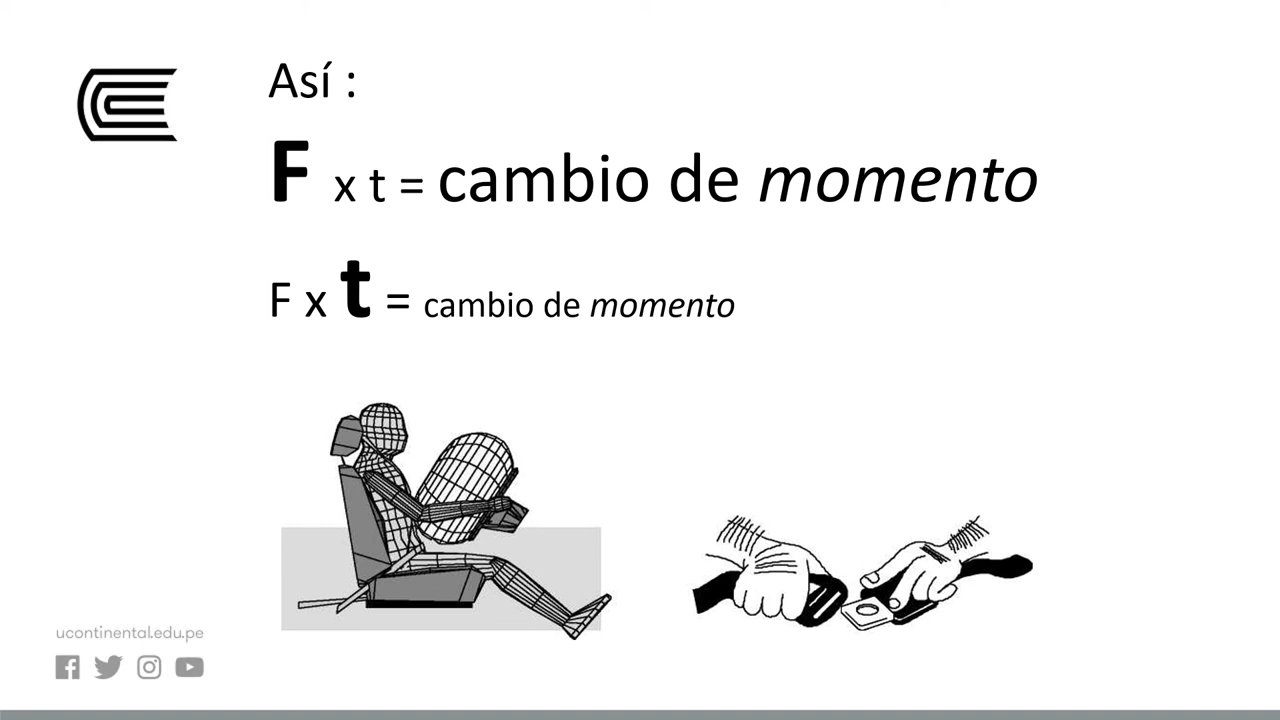 Así :
F x t = cambio de momento
F x t = cambio de momento
ucontinental.edu.pe